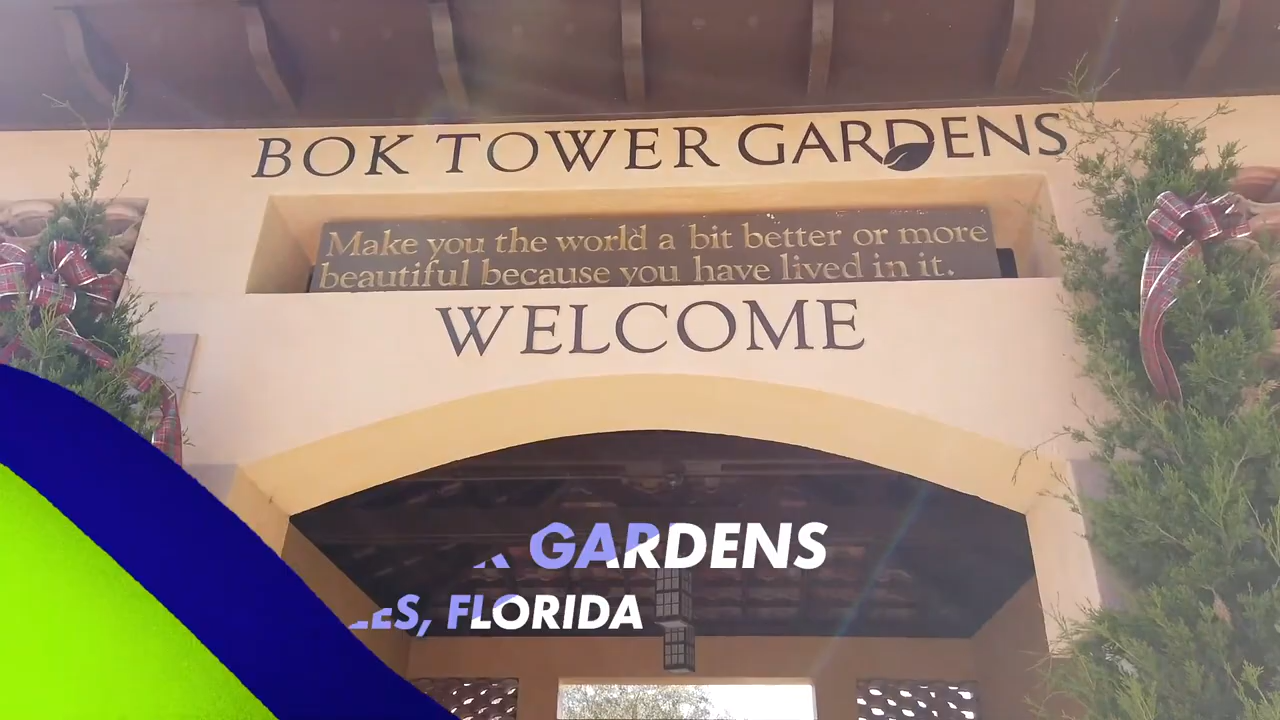 BOK TOWER GARDENS
Make you the world a bit better or more
beautiful because you have lived in it.
WELCOME
GARDENS
FLORIDA